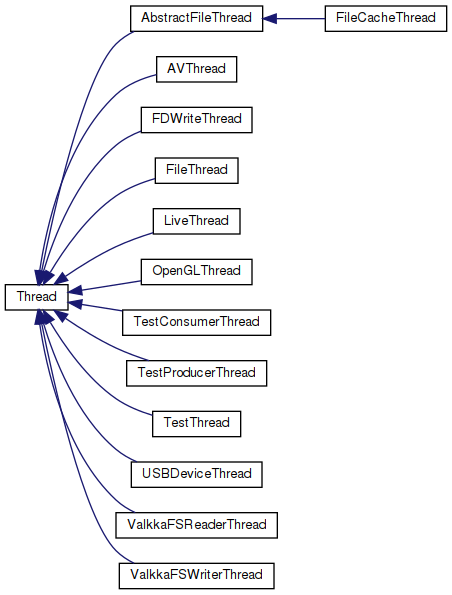 AbstractFileThread
FileCacheThread
AVThread
FDWriteThread
FileThread
LiveThread
OpenGLThread
Thread
TestConsumerThread
TestProducerThread
TestThread
USBDeviceThread
ValkkaFSReaderThread
ValkkaFSWriterThread